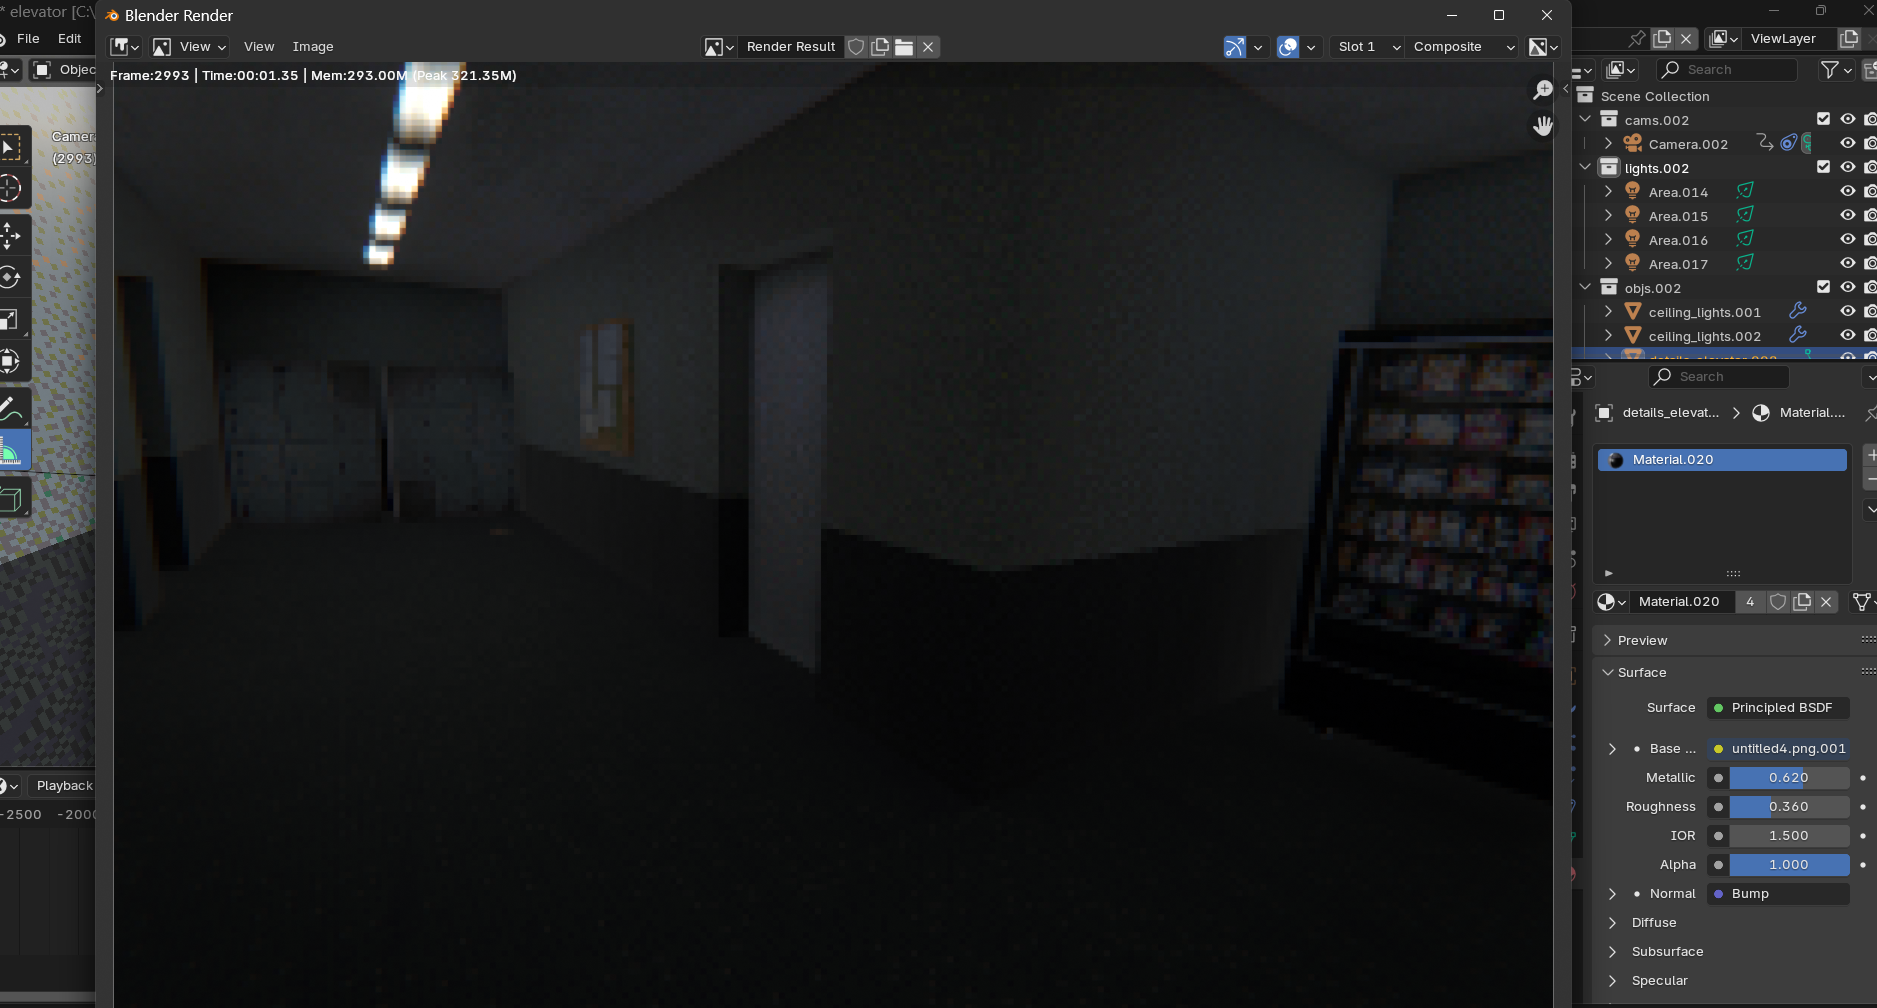 * elevator [C:\
Blender Render
File Edit
View View Image
Render Result
Slot 1 Composite
ViewLayer
Objec
Search
Frame:2993 | Time:00:01.35 | Mem:293.00M (Peak 321.35M)
Camera
(2993)
Scene Collection
cams.002
Camera.002
lights.002
Area.014
Area.015
Area.016
Area.017
objs.002
ceiling_lights.001
ceiling_lights.002
details_elevator.002
Search
details_elevat... Material....
Material.020
Material.020 4
Preview
Surface
Surface Principled BSDF
Base ... untitled4.png.001
Metallic 0.620
Playback
Roughness 0.360
-2500 -2000
IOR 1.500
Alpha 1.000
Normal Bump
Diffuse
Subsurface
Specular